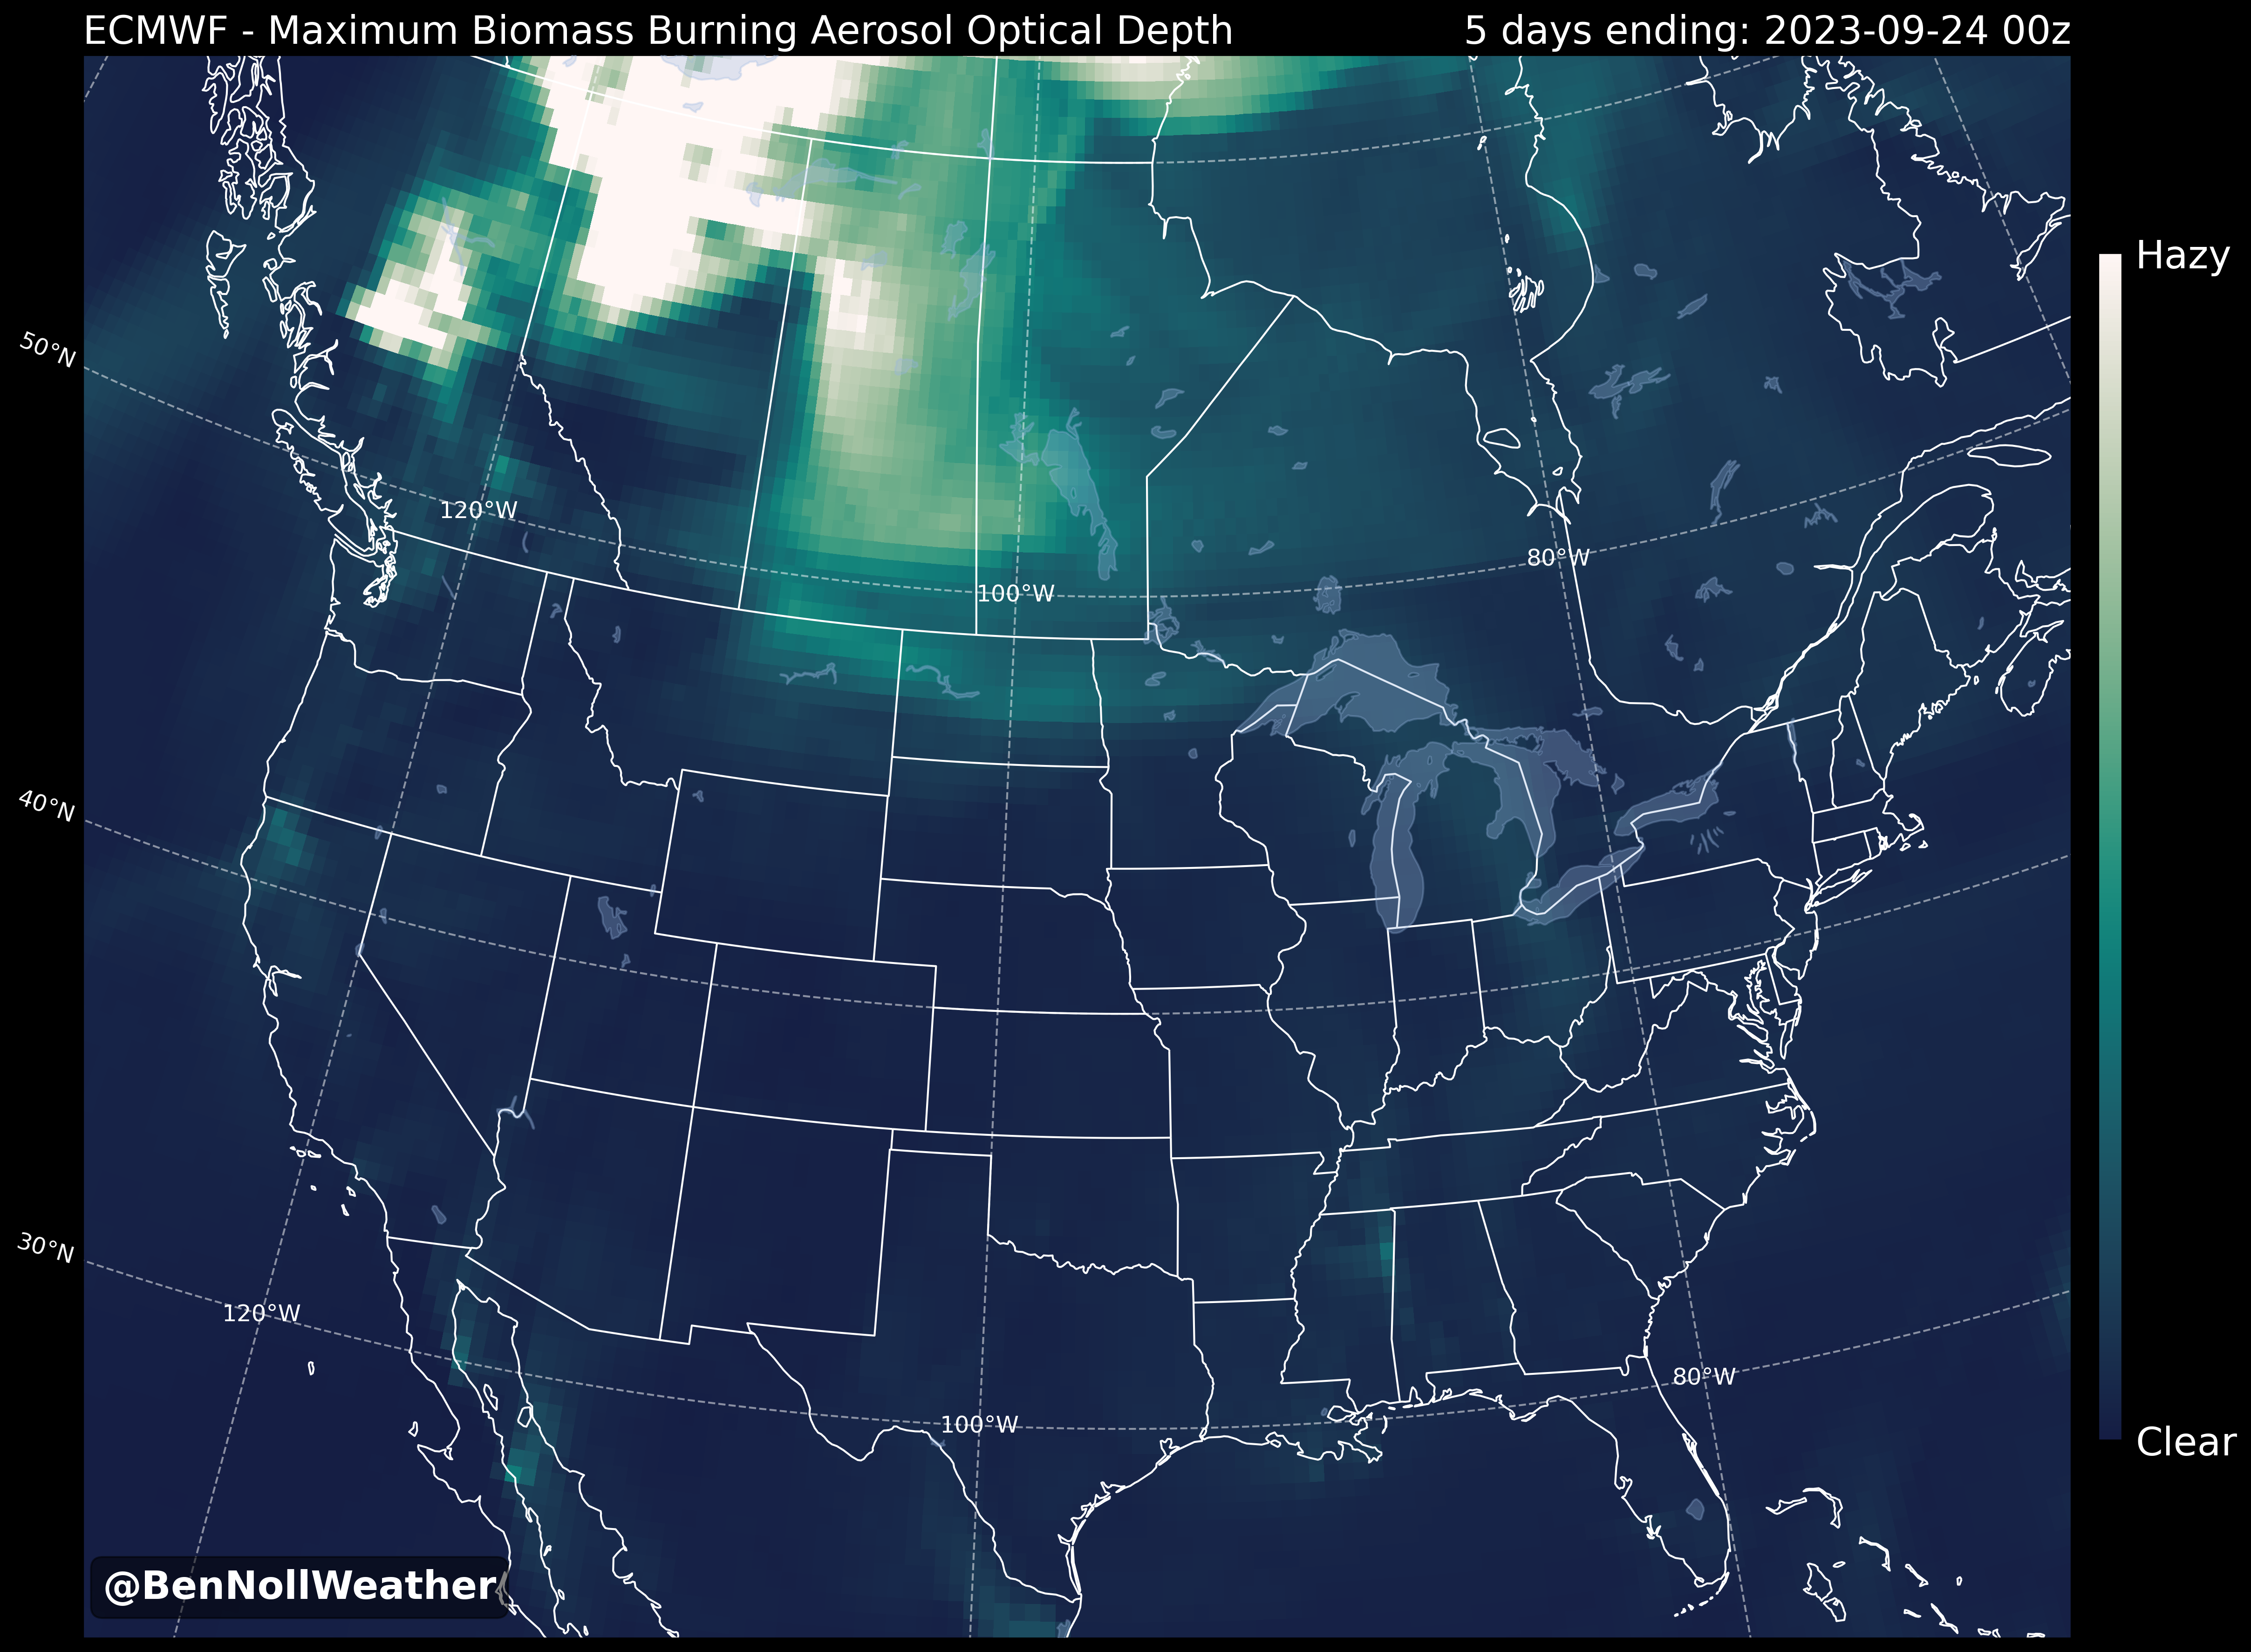 ECMWF - Maximum Biomass Burning Aerosol Optical Depth
5 days ending: 2023-09-24 00z
Hazy
50°N
120°W
80°W
100°W
40°N
30°N
120°W
80°W
100°W
Clear
@BenNollWeather